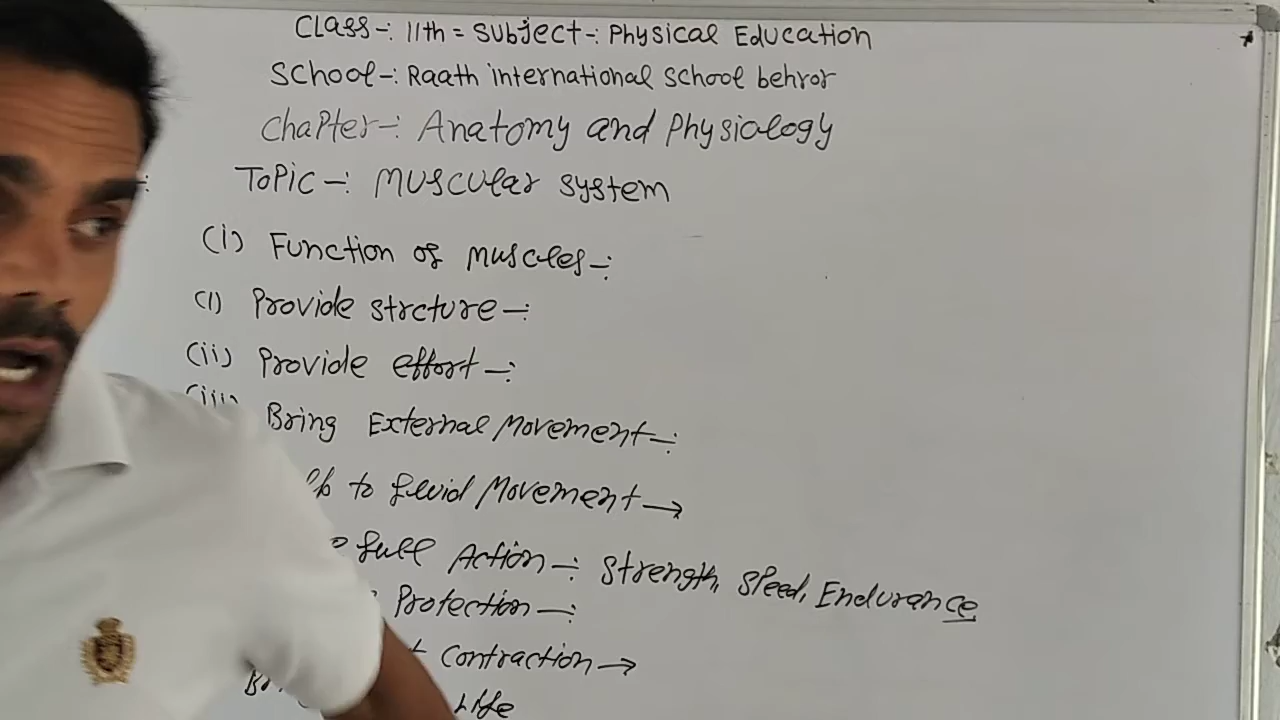 Class-: 11th = Subject-: Physical Education
School-: Raath international school behror
Chapter-: Anatomy and Physiology
Topic-: Muscular system
(i) Function of muscles-:
(i) Provide strcture-:
(ii) Provide effort-:
(iii) Bring External Movement-:
to fluid Movement→
full Action-: Strength, Speed, Endurance
Protection-:
Contraction→
Life